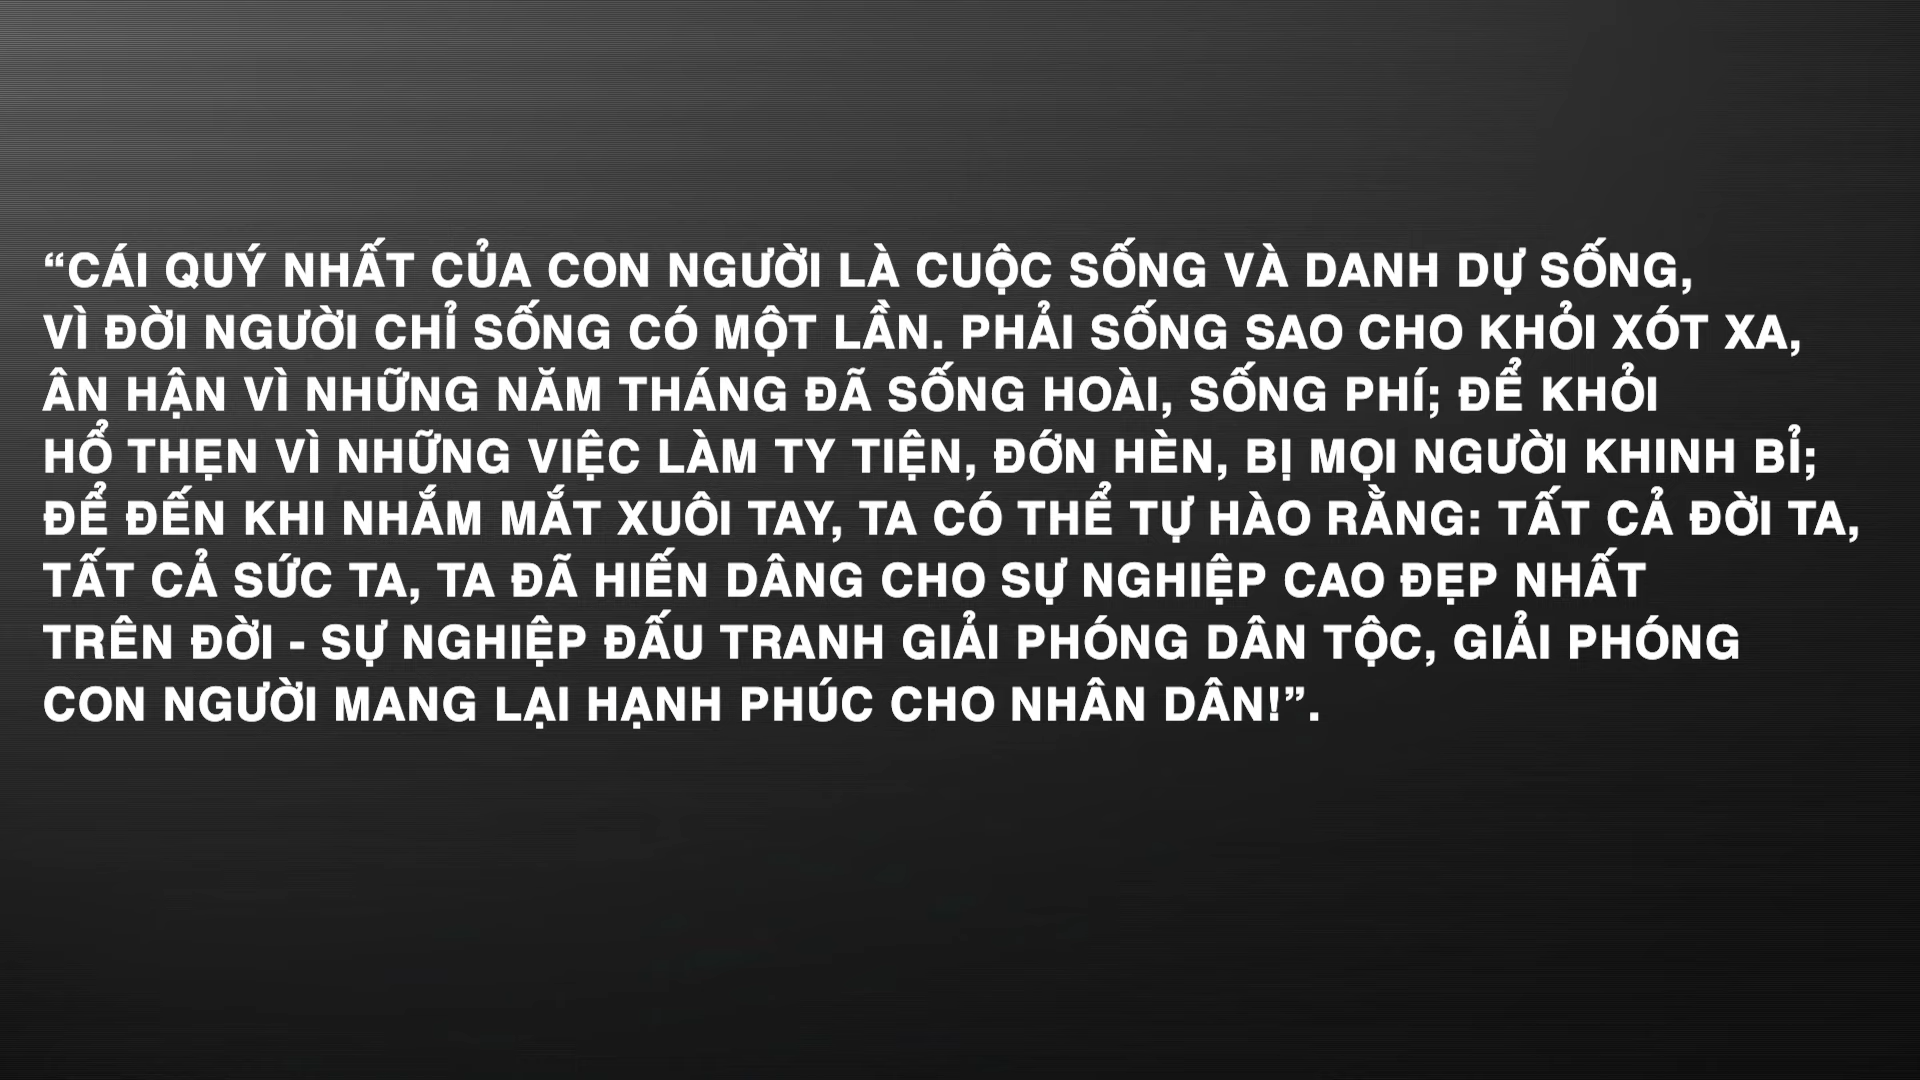 “CÁI QUÝ NHẤT CỦA CON NGƯỜI LÀ CUỘC SỐNG VÀ DANH DỰ SỐNG,
VÌ ĐỜI NGƯỜI CHỈ SỐNG CÓ MỘT LẦN. PHẢI SỐNG SAO CHO KHỎI XÓT XA,
ÂN HẬN VÌ NHỮNG NĂM THÁNG ĐÃ SỐNG HOÀI, SỐNG PHÍ; ĐỂ KHỎI
HỔ THẸN VÌ NHỮNG VIỆC LÀM TY TIỆN, ĐỚN HÈN, BỊ MỌI NGƯỜI KHINH BỈ;
ĐỂ ĐẾN KHI NHẮM MẮT XUÔI TAY, TA CÓ THỂ TỰ HÀO RẰNG: TẤT CẢ ĐỜI TA,
TẤT CẢ SỨC TA, TA ĐÃ HIẾN DÂNG CHO SỰ NGHIỆP CAO ĐẸP NHẤT
TRÊN ĐỜI - SỰ NGHIỆP ĐẤU TRANH GIẢI PHÓNG DÂN TỘC, GIẢI PHÓNG
CON NGƯỜI MANG LẠI HẠNH PHÚC CHO NHÂN DÂN!”.